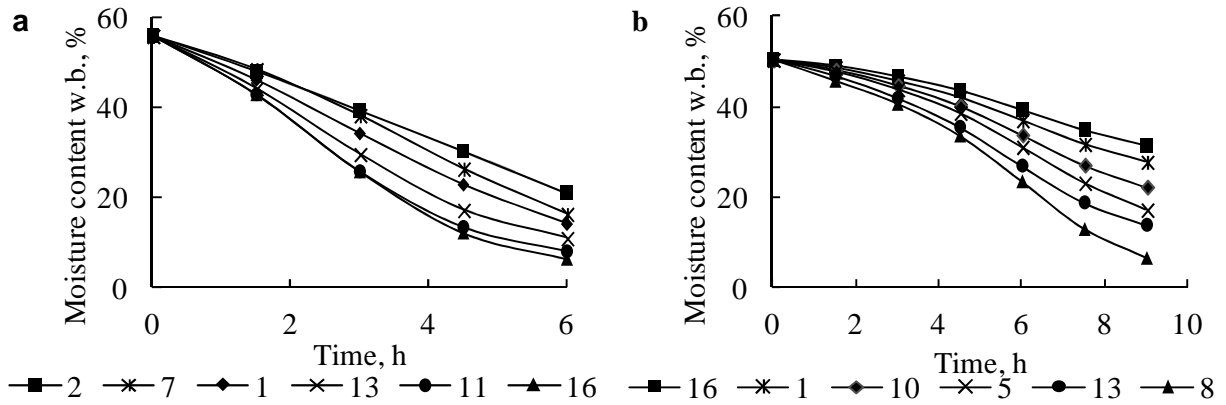 a
Moisture content w.b., %
60
40
20
0
0 2 4 6
Time, h
2 7 1 13 11 16
b
Moisture content w.b., %
60
40
20
0
0 2 4 6 8 10
Time, h
16 1 10 5 13 8